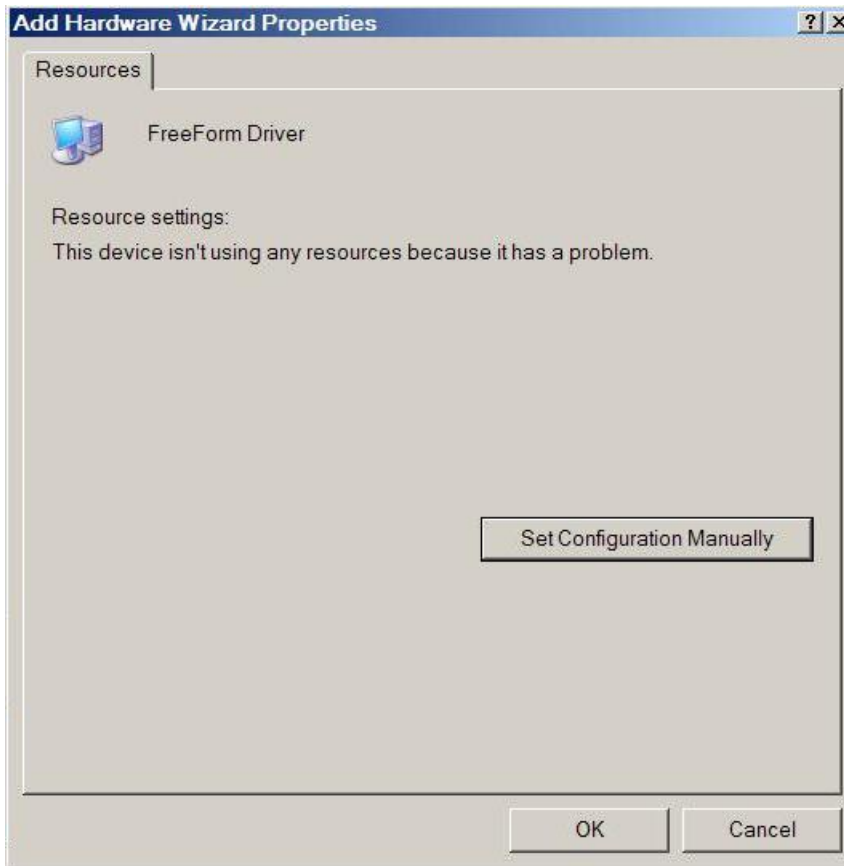 Add Hardware Wizard Properties
Resources
FreeForm Driver
Resource settings:
This device isn't using any resources because it has a problem.
Set Configuration Manually
OK
Cancel